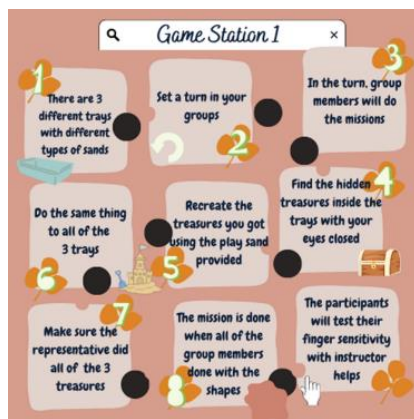 Game Station 1
1
There are 3
different trays
with different
types of sands
2
Set a turn in your
groups
3
In the turn, group
members will do
the missions
4
Find the hidden
treasures inside the
trays with your
eyes closed
5
Recreate the
treasures you got
using the play sand
provided
6
Do the same thing
to all of the
3 trays
7
Make sure the
representative did
all of the 3
treasures
8
The mission is done
when all of the
group members
done with the
shapes
The participants
will test their
finger sensitivity
with instructor
helps